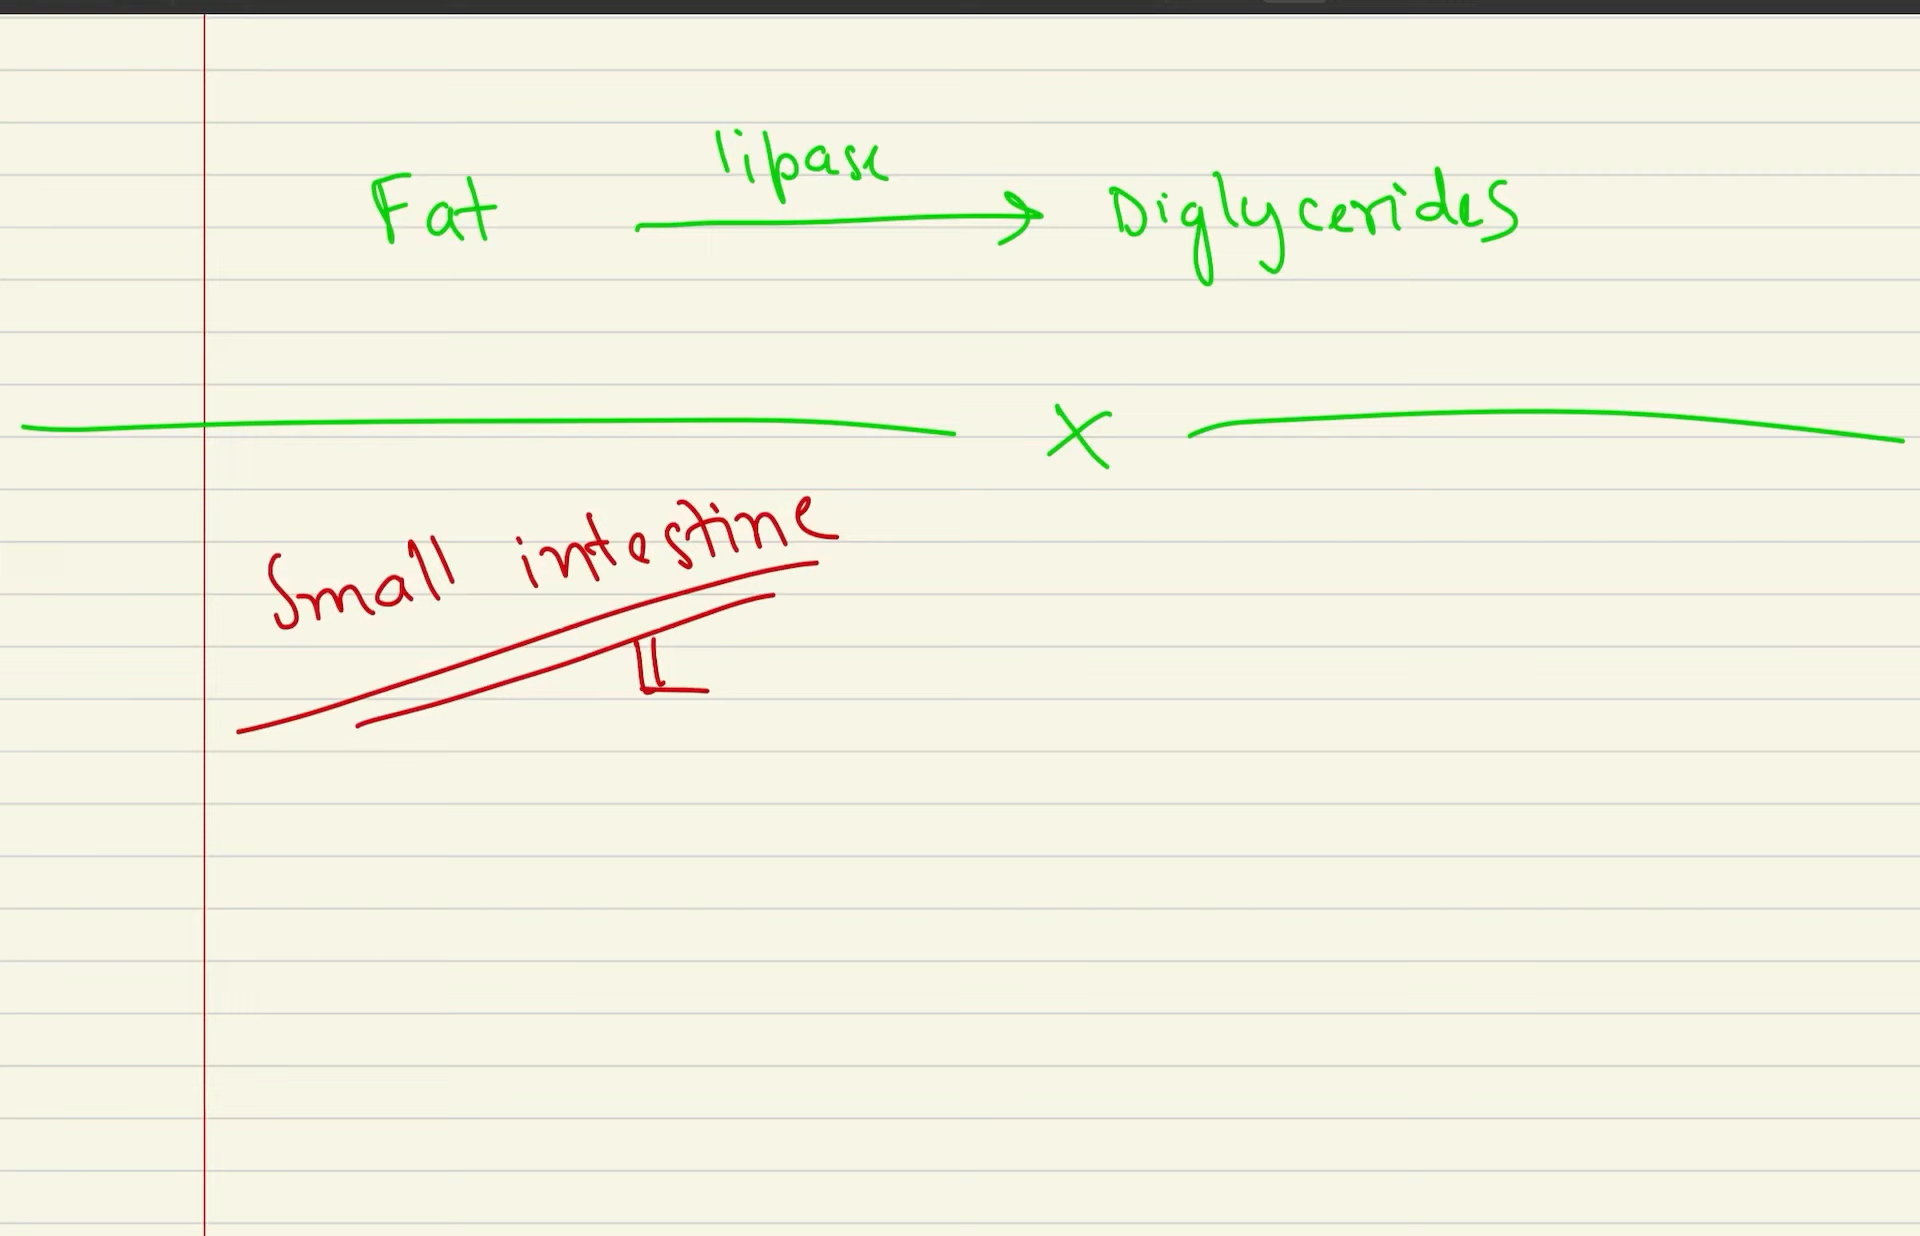 lipase
Fat → Diglycerides
x
Small intestine